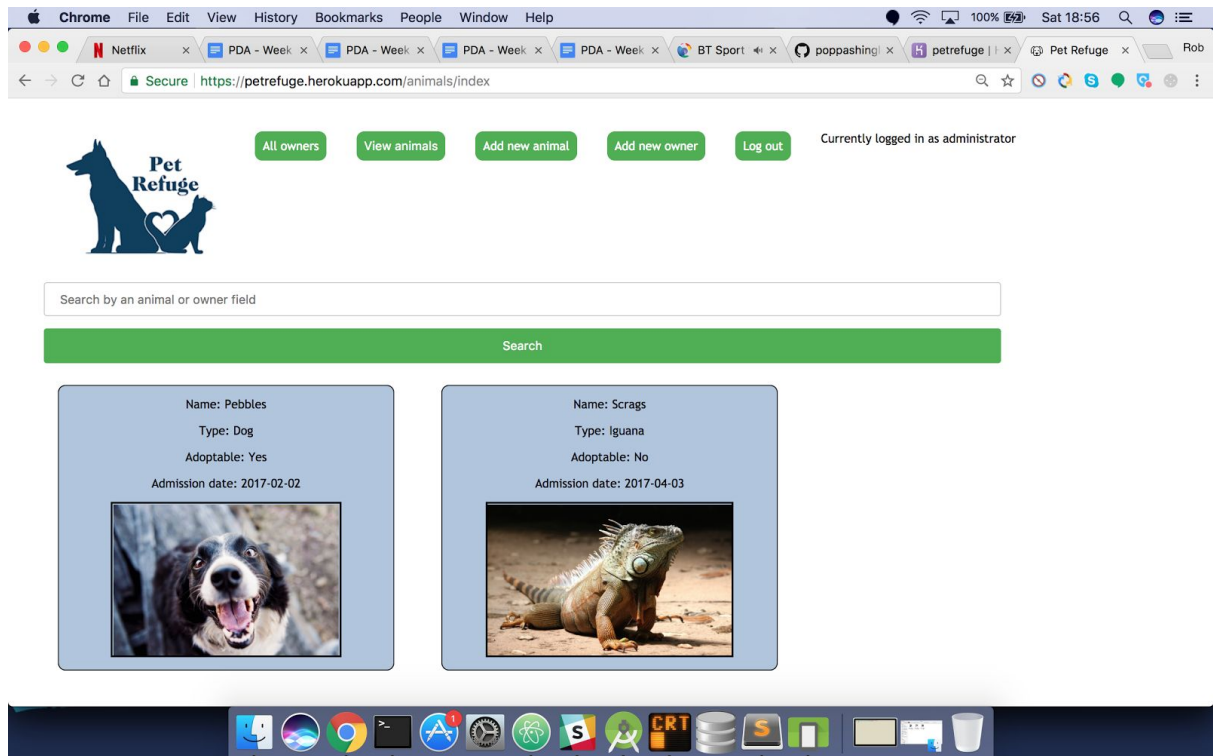 Chrome File Edit View History Bookmarks People Window Help 100% Sat 18:56
Netflix PDA - Week PDA - Week PDA - Week PDA - Week BT Sport poppashing petrefuge | Pet Refuge Rob
Secure https://petrefuge.herokuapp.com/animals/index
Pet
Refuge
All owners View animals Add new animal Add new owner Log out Currently logged in as administrator
Search by an animal or owner field
Search
Name: Pebbles
Type: Dog
Adoptable: Yes
Admission date: 2017-02-02
Name: Scrags
Type: Iguana
Adoptable: No
Admission date: 2017-04-03
1
CRT